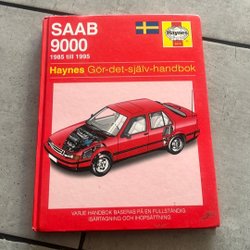 SAAB
9000
1985 till 1995
Haynes
Haynes Gör-det-själv-handbok
VARJE HANDBOK BASERAS PÅ EN FULLSTÄNDIG
ISÄRTAGNING OCH IHOPSÄTTNING